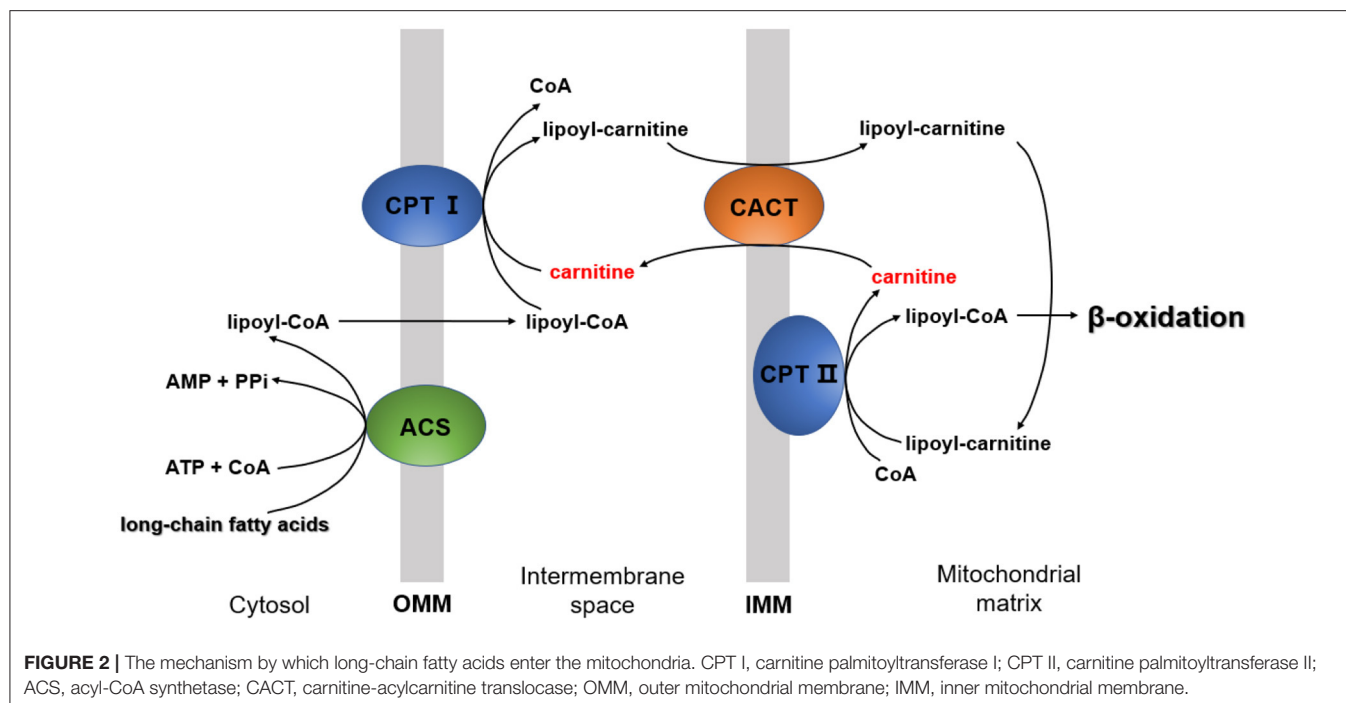 CoA
lipoyl-carnitine
lipoyl-carnitine
CPT Ⅰ
CACT
carnitine
carnitine
lipoyl-CoA
lipoyl-CoA
lipoyl-CoA
β-oxidation
AMP + PPi
CPT Ⅱ
ACS
lipoyl-carnitine
ATP + CoA
CoA
long-chain fatty acids
Cytosol
OMM
Intermembrane
space
IMM
Mitochondrial
matrix
FIGURE 2 | The mechanism by which long-chain fatty acids enter the mitochondria. CPT I, carnitine palmitoyltransferase I; CPT II, carnitine palmitoyltransferase II;
ACS, acyl-CoA synthetase; CACT, carnitine-acylcarnitine translocase; OMM, outer mitochondrial membrane; IMM, inner mitochondrial membrane.